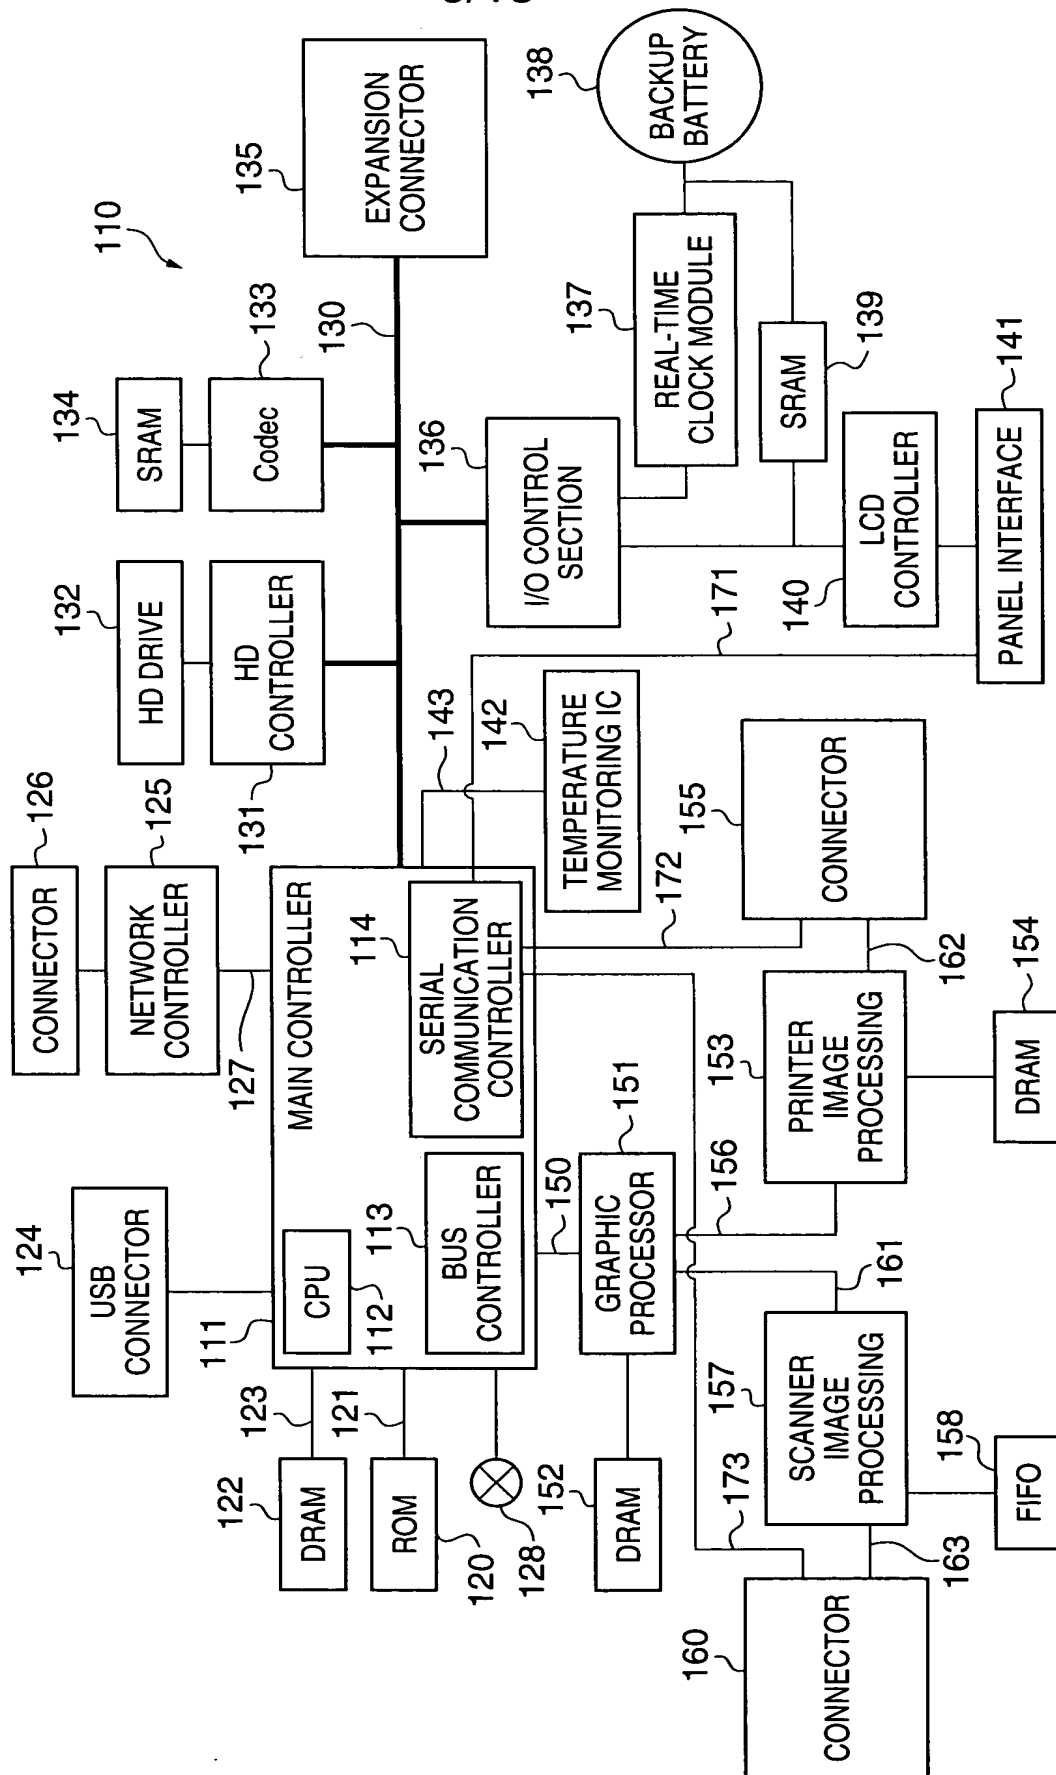 110
126
CONNECTOR
124
USB
CONNECTOR
125
NETWORK
CONTROLLER
127
132
HD DRIVE
134
SRAM
131
HD
CONTROLLER
133
Codec
130
135
EXPANSION
CONNECTOR
111
MAIN CONTROLLER
CPU
112
113
BUS
CONTROLLER
114
SERIAL
COMMUNICATION
CONTROLLER
122
DRAM
123
120
ROM
121
128
143
142
TEMPERATURE
MONITORING IC
136
I/O CONTROL
SECTION
137
REAL-TIME
CLOCK MODULE
138
BACKUP
BATTERY
139
SRAM
140
LCD
CONTROLLER
141
PANEL INTERFACE
171
172
173
150
151
GRAPHIC
PROCESSOR
152
DRAM
156
161
153
PRINTER
IMAGE
PROCESSING
154
DRAM
155
CONNECTOR
162
157
SCANNER
IMAGE
PROCESSING
158
FIFO
163
160
CONNECTOR